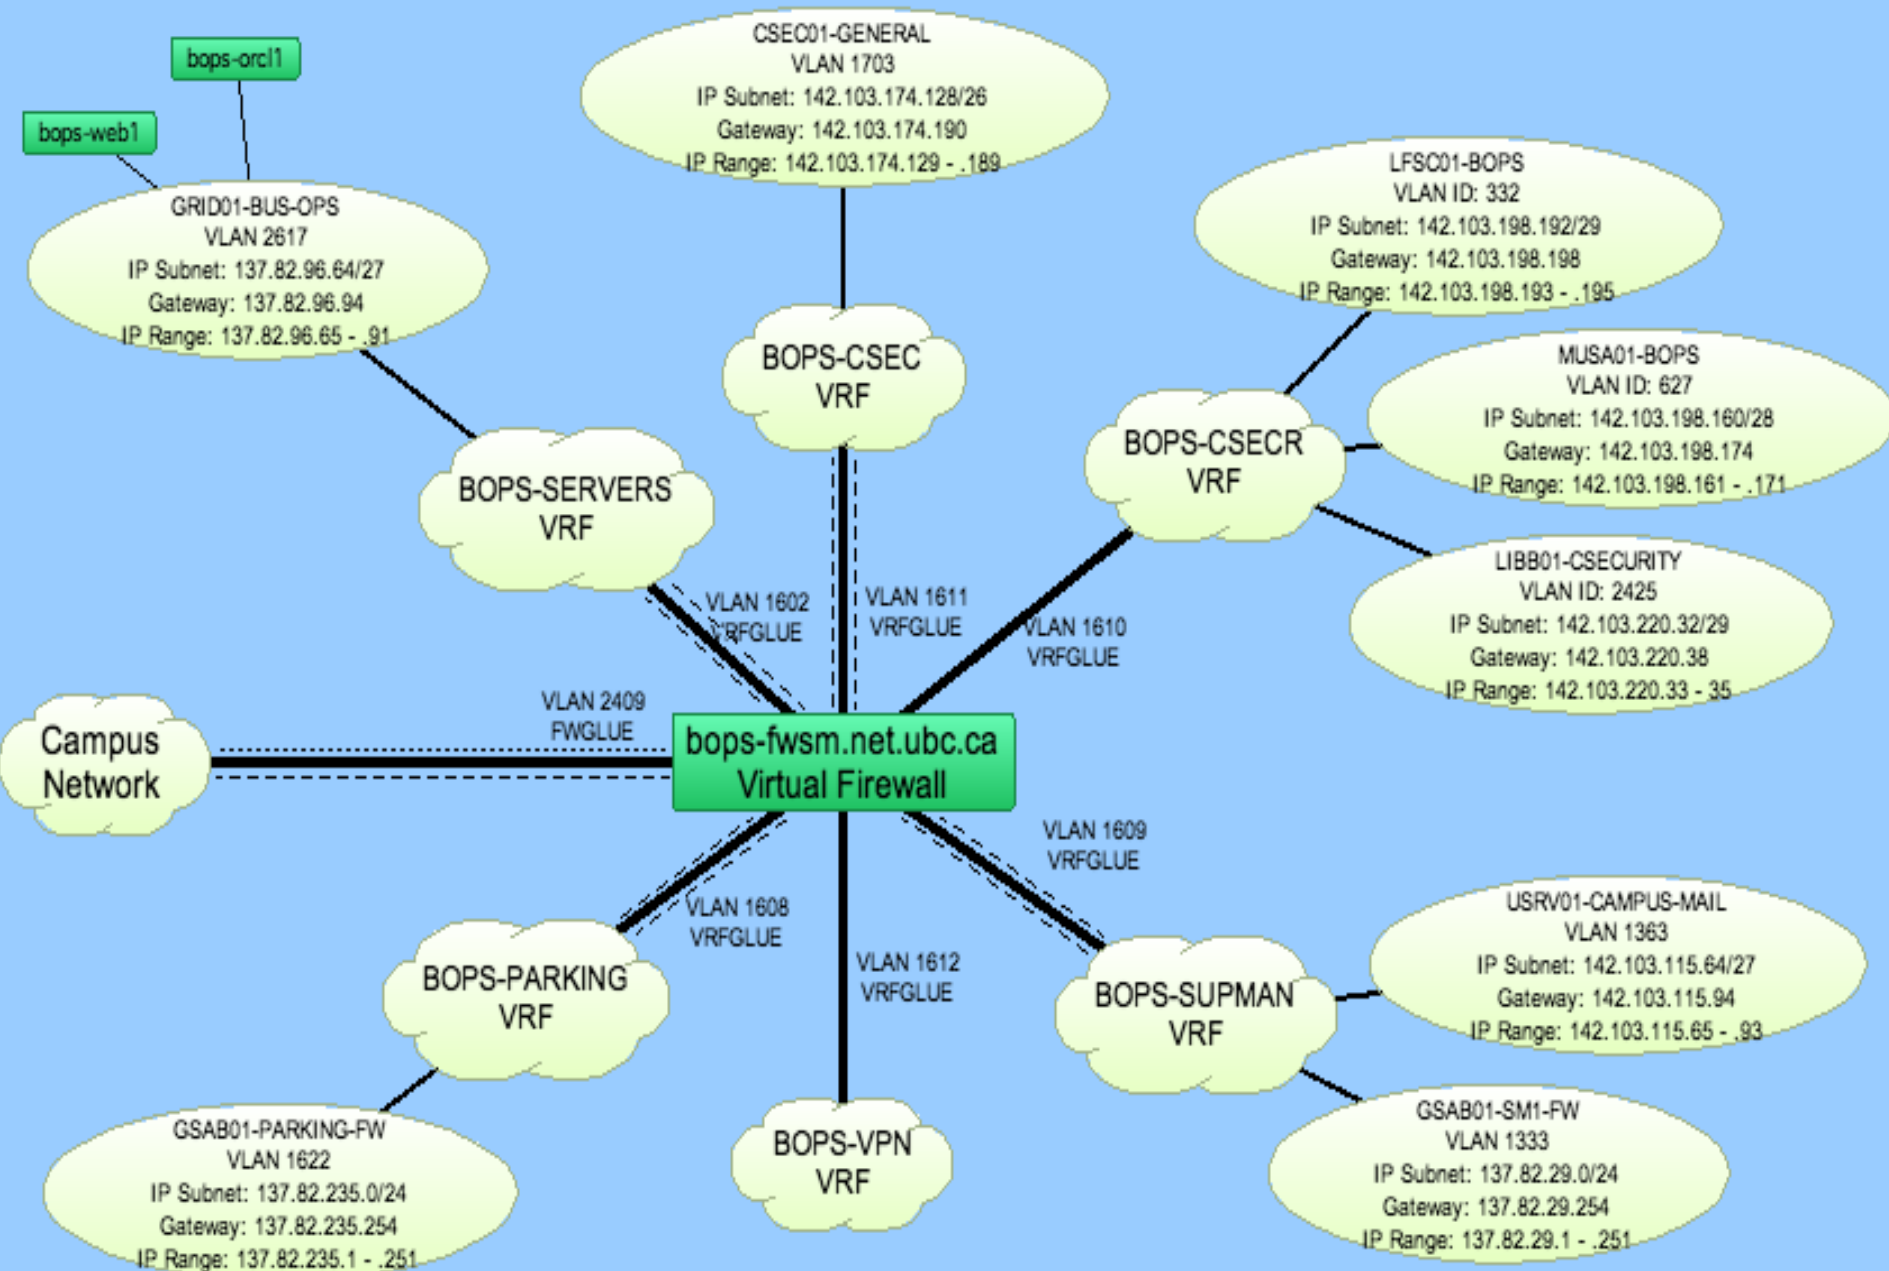 bops-orcl1
bops-web1
GRID01-BUS-OPS
VLAN 2617
IP Subnet: 137.82.96.64/27
Gateway: 137.82.96.94
IP Range: 137.82.96.65 - .91
CSEC01-GENERAL
VLAN 1703
IP Subnet: 142.103.174.128/26
Gateway: 142.103.174.190
IP Range: 142.103.174.129 - .189
LFSC01-BOPS
VLAN ID: 332
IP Subnet: 142.103.198.192/29
Gateway: 142.103.198.198
IP Range: 142.103.198.193 - .195
MUSA01-BOPS
VLAN ID: 627
IP Subnet: 142.103.198.160/28
Gateway: 142.103.198.174
IP Range: 142.103.198.161 - .171
LIBB01-CSECURITY
VLAN ID: 2425
IP Subnet: 142.103.220.32/29
Gateway: 142.103.220.38
IP Range: 142.103.220.33 - 35
BOPS-CSEC
VRF
BOPS-CSECR
VRF
BOPS-SERVERS
VRF
VLAN 1602
VRFGLUE
VLAN 1611
VRFGLUE
VLAN 1610
VRFGLUE
VLAN 2409
FWGLUE
Campus
Network
bops-fwsm.net.ubc.ca
Virtual Firewall
VLAN 1609
VRFGLUE
VLAN 1608
VRFGLUE
VLAN 1612
VRFGLUE
BOPS-PARKING
VRF
BOPS-SUPMAN
VRF
BOPS-VPN
VRF
USRV01-CAMPUS-MAIL
VLAN 1363
IP Subnet: 142.103.115.64/27
Gateway: 142.103.115.94
IP Range: 142.103.115.65 - .93
GSAB01-PARKING-FW
VLAN 1622
IP Subnet: 137.82.235.0/24
Gateway: 137.82.235.254
IP Range: 137.82.235.1 - .251
GSAB01-SM1-FW
VLAN 1333
IP Subnet: 137.82.29.0/24
Gateway: 137.82.29.254
IP Range: 137.82.29.1 - .251